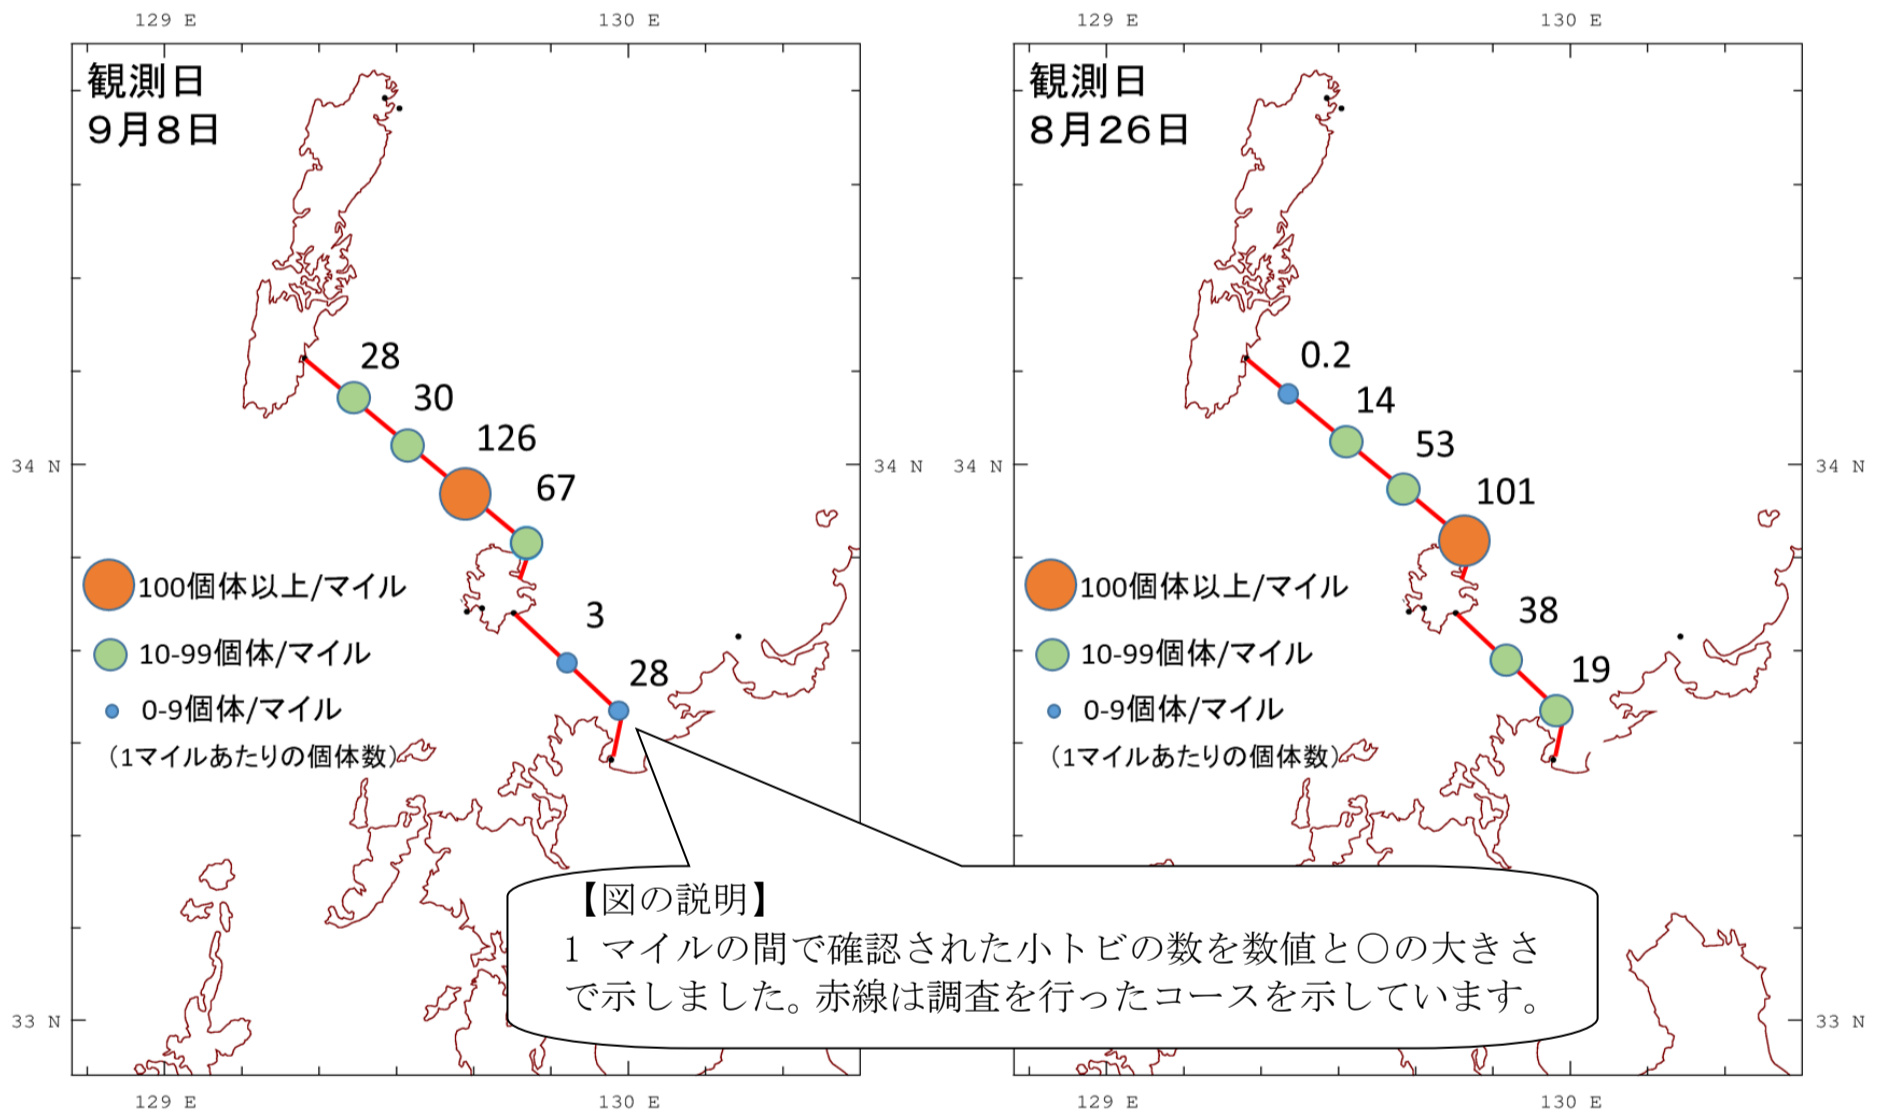 129 E
130 E
129 E
130 E
観測日
9月8日
28
30
126
67
3
28
100個体以上/マイル
10-99個体/マイル
0-9個体/マイル
（1マイルあたりの個体数）
34 N
34 N
33 N
129 E
130 E
観測日
8月26日
0.2
14
53
101
38
19
100個体以上/マイル
10-99個体/マイル
0-9個体/マイル
（1マイルあたりの個体数）
34 N
34 N
33 N
129 E
130 E
【図の説明】
1 マイルの間で確認された小トビの数を数値と○の大きさ
で示しました。赤線は調査を行ったコースを示しています。